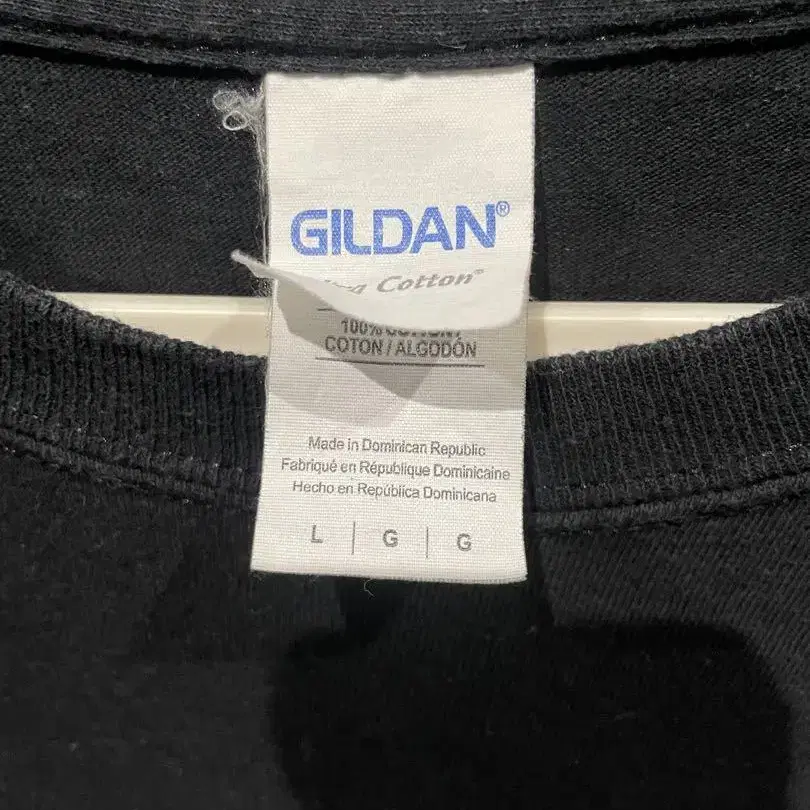 GILDAN®
Cotton®
100%
COTON / ALGODÓN
Made in Dominican Republic
Fabriqué en République Dominicaine
Hecho en República Dominicana
L | G | G